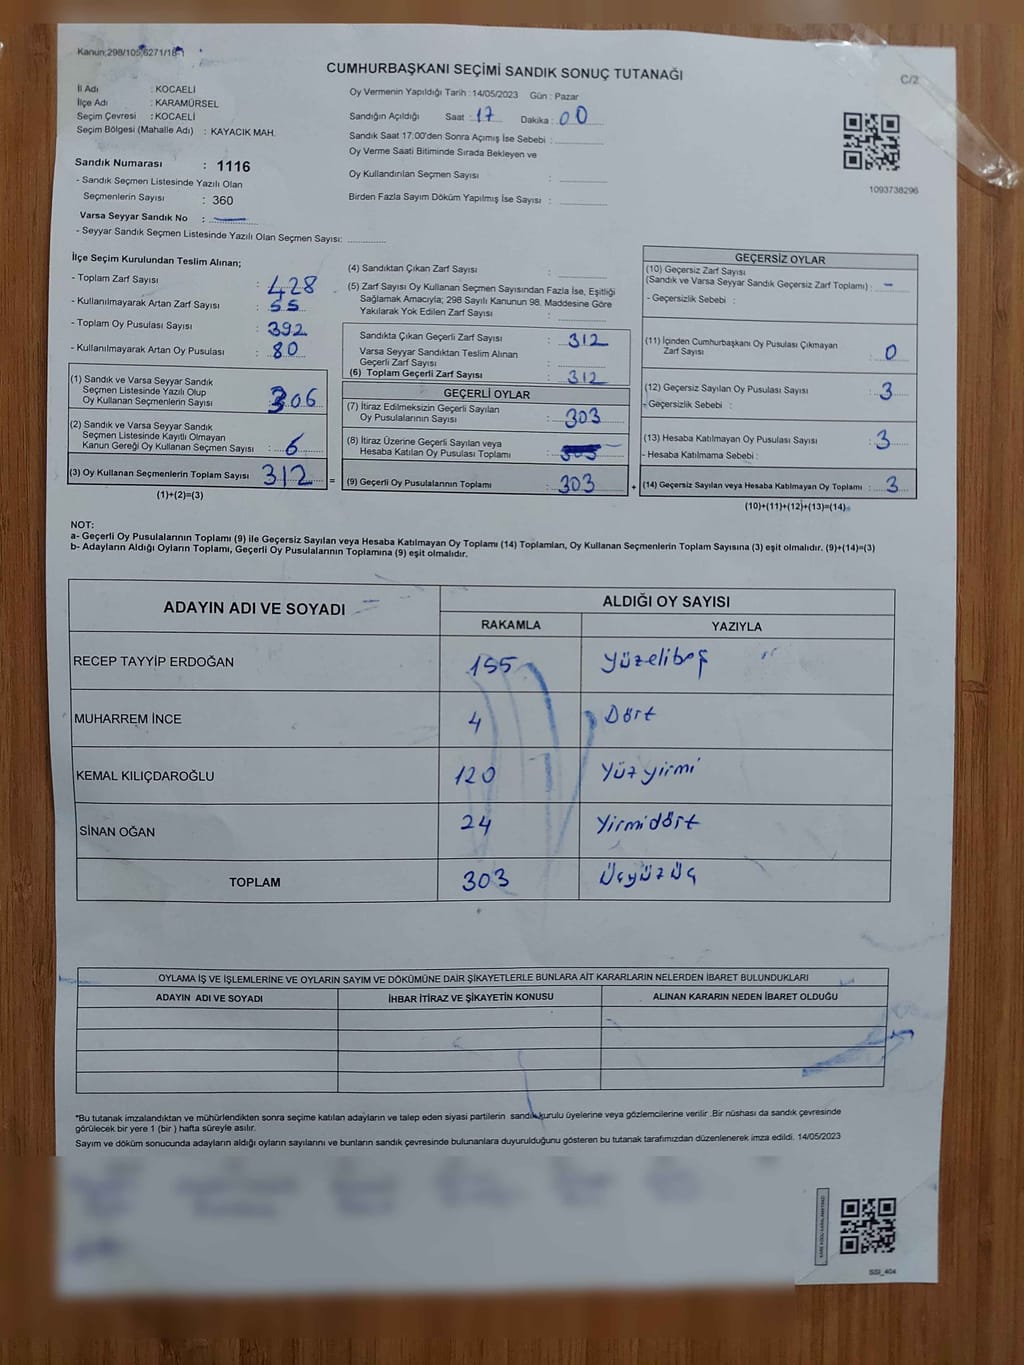 Kanun;298/105,6271/18-1
CUMHURBAŞKANI SEÇİMİ SANDIK SONUÇ TUTANAĞI
C/2
İl Adı : KOCAELİ
İlçe Adı : KARAMÜRSEL
Seçim Çevresi : KOCAELİ
Seçim Bölgesi (Mahalle Adı) : KAYACIK MAH.
Sandık Numarası : 1116
- Sandık Seçmen Listesinde Yazılı Olan
Seçmenlerin Sayısı : 360
Varsa Seyyar Sandık No : —
- Seyyar Sandık Seçmen Listesinde Yazılı Olan Seçmen Sayısı: ............
Oy Vermenin Yapıldığı Tarih : 14/05/2023 Gün : Pazar
Sandığın Açıldığı Saat : 17 Dakika : 00
Sandık Saat 17.00'den Sonra Açımış İse Sebebi :
Oy Verme Saati Bitiminde Sırada Bekleyen ve
Oy Kullandırılan Seçmen Sayısı :
Birden Fazla Sayım Döküm Yapılmış İse Sayısı :
1093738296
İlçe Seçim Kurulundan Teslim Alınan;
- Toplam Zarf Sayısı : 428
- Kullanılmayarak Artan Zarf Sayısı : 55
- Toplam Oy Pusulası Sayısı : 392
- Kullanılmayarak Artan Oy Pusulası : 80
(1) Sandık ve Varsa Seyyar Sandık
Seçmen Listesinde Yazılı Olup
Oy Kullanan Seçmenlerin Sayısı : 306
(2) Sandık ve Varsa Seyyar Sandık
Seçmen Listesinde Kayıtlı Olmayan
Kanun Gereği Oy Kullanan Seçmen Sayısı : 6
(3) Oy Kullanan Seçmenlerin Toplam Sayısı 312 =
(1)+(2)=(3)
(4) Sandıktan Çıkan Zarf Sayısı :
(5) Zarf Sayısı Oy Kullanan Seçmen Sayısından Fazla İse, Eşitliği
Sağlamak Amacıyla; 298 Sayılı Kanunun 98. Maddesine Göre
Yakılarak Yok Edilen Zarf Sayısı :
Sandıkta Çıkan Geçerli Zarf Sayısı : 312
Varsa Seyyar Sandıktan Teslim Alınan
Geçerli Zarf Sayısı :
(6) Toplam Geçerli Zarf Sayısı : 312
GEÇERLİ OYLAR
(7) İtiraz Edilmeksizin Geçerli Sayılan
Oy Pusulalarının Sayısı : 303
(8) İtiraz Üzerine Geçerli Sayılan veya
Hesaba Katılan Oy Pusulası Toplamı :
(9) Geçerli Oy Pusulalarının Toplamı : 303 +
GEÇERSİZ OYLAR
(10) Geçersiz Zarf Sayısı
(Sandık ve Varsa Seyyar Sandık Geçersiz Zarf Toplamı) : –
- Geçersizlik Sebebi :
(11) İçinden Cumhurbaşkanı Oy Pusulası Çıkmayan
Zarf Sayısı : 0
(12) Geçersiz Sayılan Oy Pusulası Sayısı : 3
- Geçersizlik Sebebi :
(13) Hesaba Katılmayan Oy Pusulası Sayısı : 3
- Hesaba Katılmama Sebebi :
(14) Geçersiz Sayılan veya Hesaba Katılmayan Oy Toplamı : 3
(10)+(11)+(12)+(13)=(14)
NOT:
a- Geçerli Oy Pusulalarının Toplamı (9) ile Geçersiz Sayılan veya Hesaba Katılmayan Oy Toplamı (14) Toplamları, Oy Kullanan Seçmenlerin Toplam Sayısına (3) eşit olmalıdır. (9)+(14)=(3)
b- Adayların Aldığı Oyların Toplamı, Geçerli Oy Pusulalarının Toplamına (9) eşit olmalıdır.
ADAYIN ADI VE SOYADI ALDIĞI OY SAYISI
RAKAMLA YAZIYLA
RECEP TAYYİP ERDOĞAN 155 Yüzelibeş
MUHARREM İNCE 4 Dört
KEMAL KILIÇDAROĞLU 120 Yüzyirmi
SİNAN OĞAN 24 Yirmidört
TOPLAM 303 ÜçyüzÜç
OYLAMA İŞ VE İŞLEMLERİNE VE OYLARIN SAYIM VE DÖKÜMÜNE DAİR ŞİKAYETLERLE BUNLARA AİT KARARLARIN NELERDEN İBARET BULUNDUKLARI
ADAYIN ADI VE SOYADI İHBAR İTİRAZ VE ŞİKAYETİN KONUSU ALINAN KARARIN NEDEN İBARET OLDUĞU
*Bu tutanak imzalandıktan ve mühürlendikten sonra seçime katılan adayların ve talep eden siyasi partilerin sandık kurulu üyelerine veya gözlemcilerine verilir .Bir nüshası da sandık çevresinde
görülecek bir yere 1 (bir ) hafta süreyle asılır.
Sayım ve döküm sonucunda adayların aldığı oyların sayılarını ve bunların sandık çevresinde bulunanlara duyurulduğunu gösteren bu tutanak tarafımızdan düzenlenerek imza edildi. 14/05/2023
SSİ_404